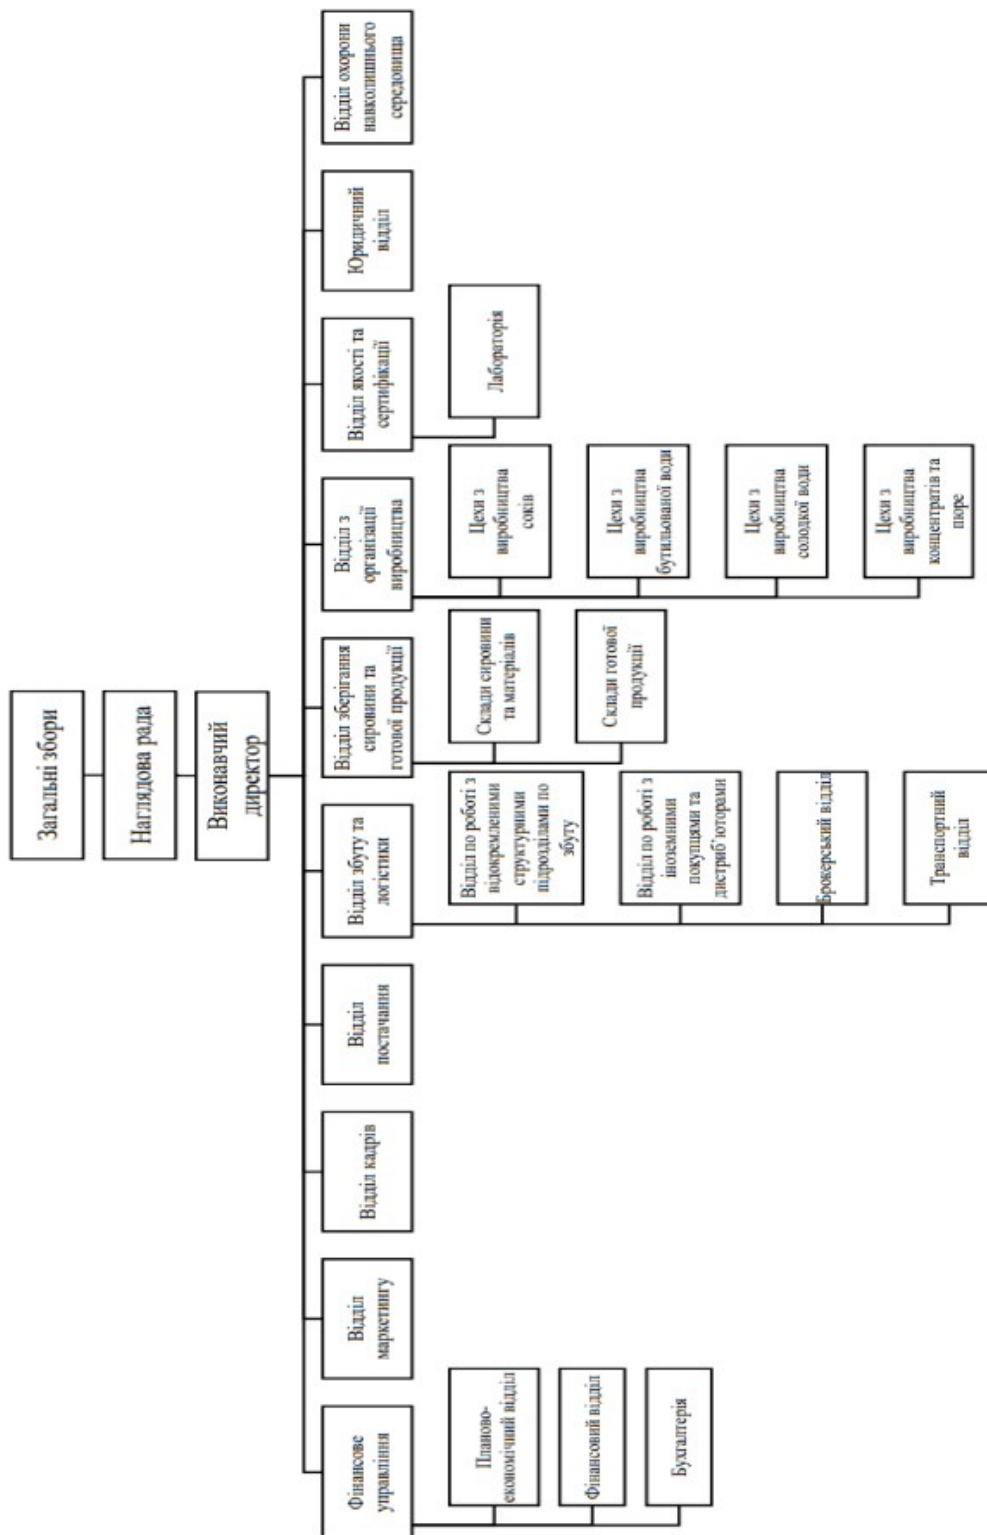 Загальні збори
Наглядова рада
Виконавчий
директор
Фінансове
управління
Відділ
маркетингу
Відділ кадрів
Відділ
постачання
Відділ збуту та
логістики
Відділ зберігання
сировини та
готової продукції
Відділ з
організації
виробництва
Відділ якості та
сертифікації
Юридичний
відділ
Відділ охорони
навколишнього
середовища
Планово-
економічний відділ
Фінансовий відділ
Бухгалтерія
Відділ по роботі з
відокремленими
структурними
підрозділами по
збуту
Відділ по роботі з
іноземними
покупцями та
дистриб'юторами
Брокерський відділ
Транспортний
відділ
Склади сировини
та матеріалів
Склади готової
продукції
Цехи з
виробництва
соків
Цехи з
виробництва
бутильованої води
Цехи з
виробництва
солодкої води
Цехи з
виробництва
концентратів та
пюре
Лабораторія